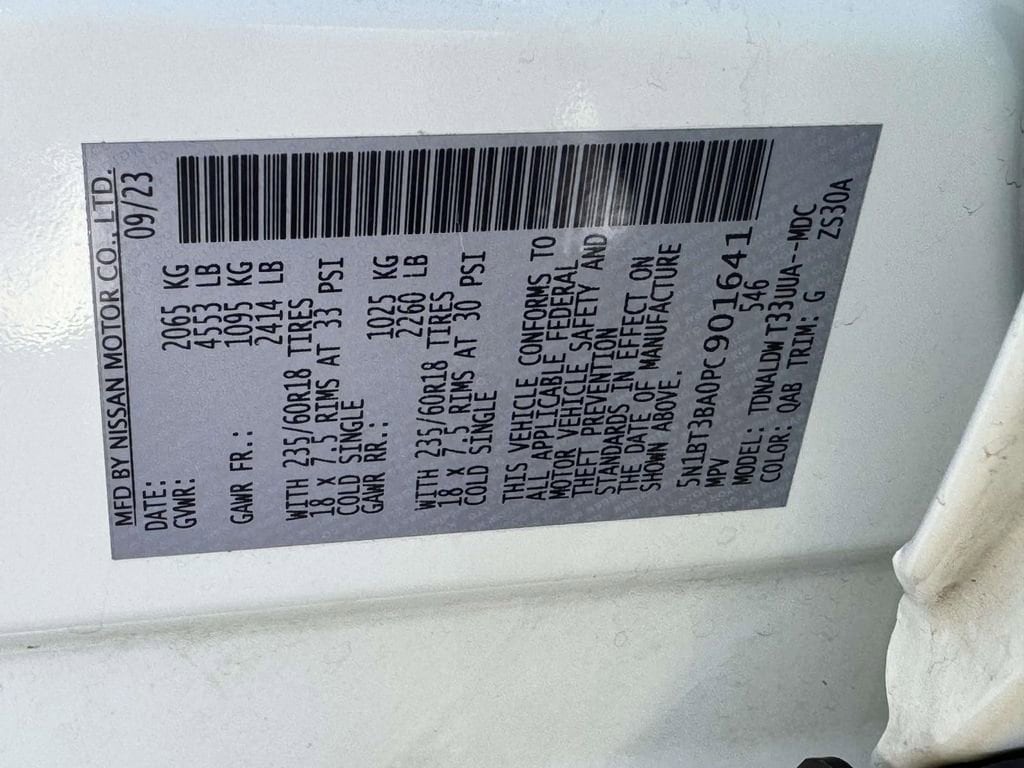 MFD BY NISSAN MOTOR CO., LTD.
DATE: 09/23
GVWR: 2065 KG
4553 LB
GAWR FR.: 1095 KG
2414 LB
WITH 235/60R18 TIRES
18 X 7.5 RIMS AT 33 PSI
COLD SINGLE
GAWR RR.: 1025 KG
2260 LB
WITH 235/60R18 TIRES
18 X 7.5 RIMS AT 30 PSI
COLD SINGLE
THIS VEHICLE CONFORMS TO
ALL APPLICABLE FEDERAL
MOTOR VEHICLE SAFETY AND
THEFT PREVENTION
STANDARDS IN EFFECT ON
THE DATE OF MANUFACTURE
SHOWN ABOVE.
5N1BT3BA0PC901641
MPV 546
MODEL: TDNALDW T33UUA--MDC
COLOR: QAB TRIM: G ZS30A